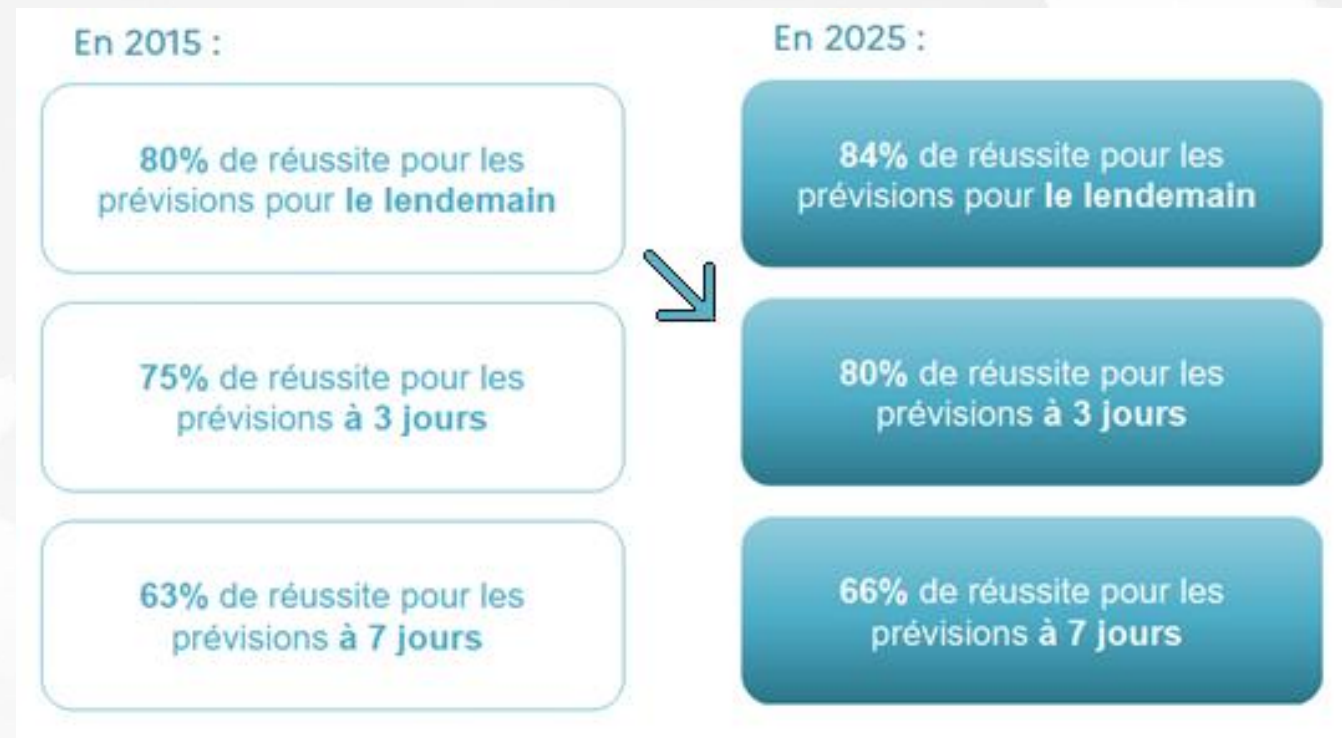 En 2015 :
80% de réussite pour les
prévisions pour le lendemain
75% de réussite pour les
prévisions à 3 jours
63% de réussite pour les
prévisions à 7 jours
En 2025 :
84% de réussite pour les
prévisions pour le lendemain
80% de réussite pour les
prévisions à 3 jours
66% de réussite pour les
prévisions à 7 jours